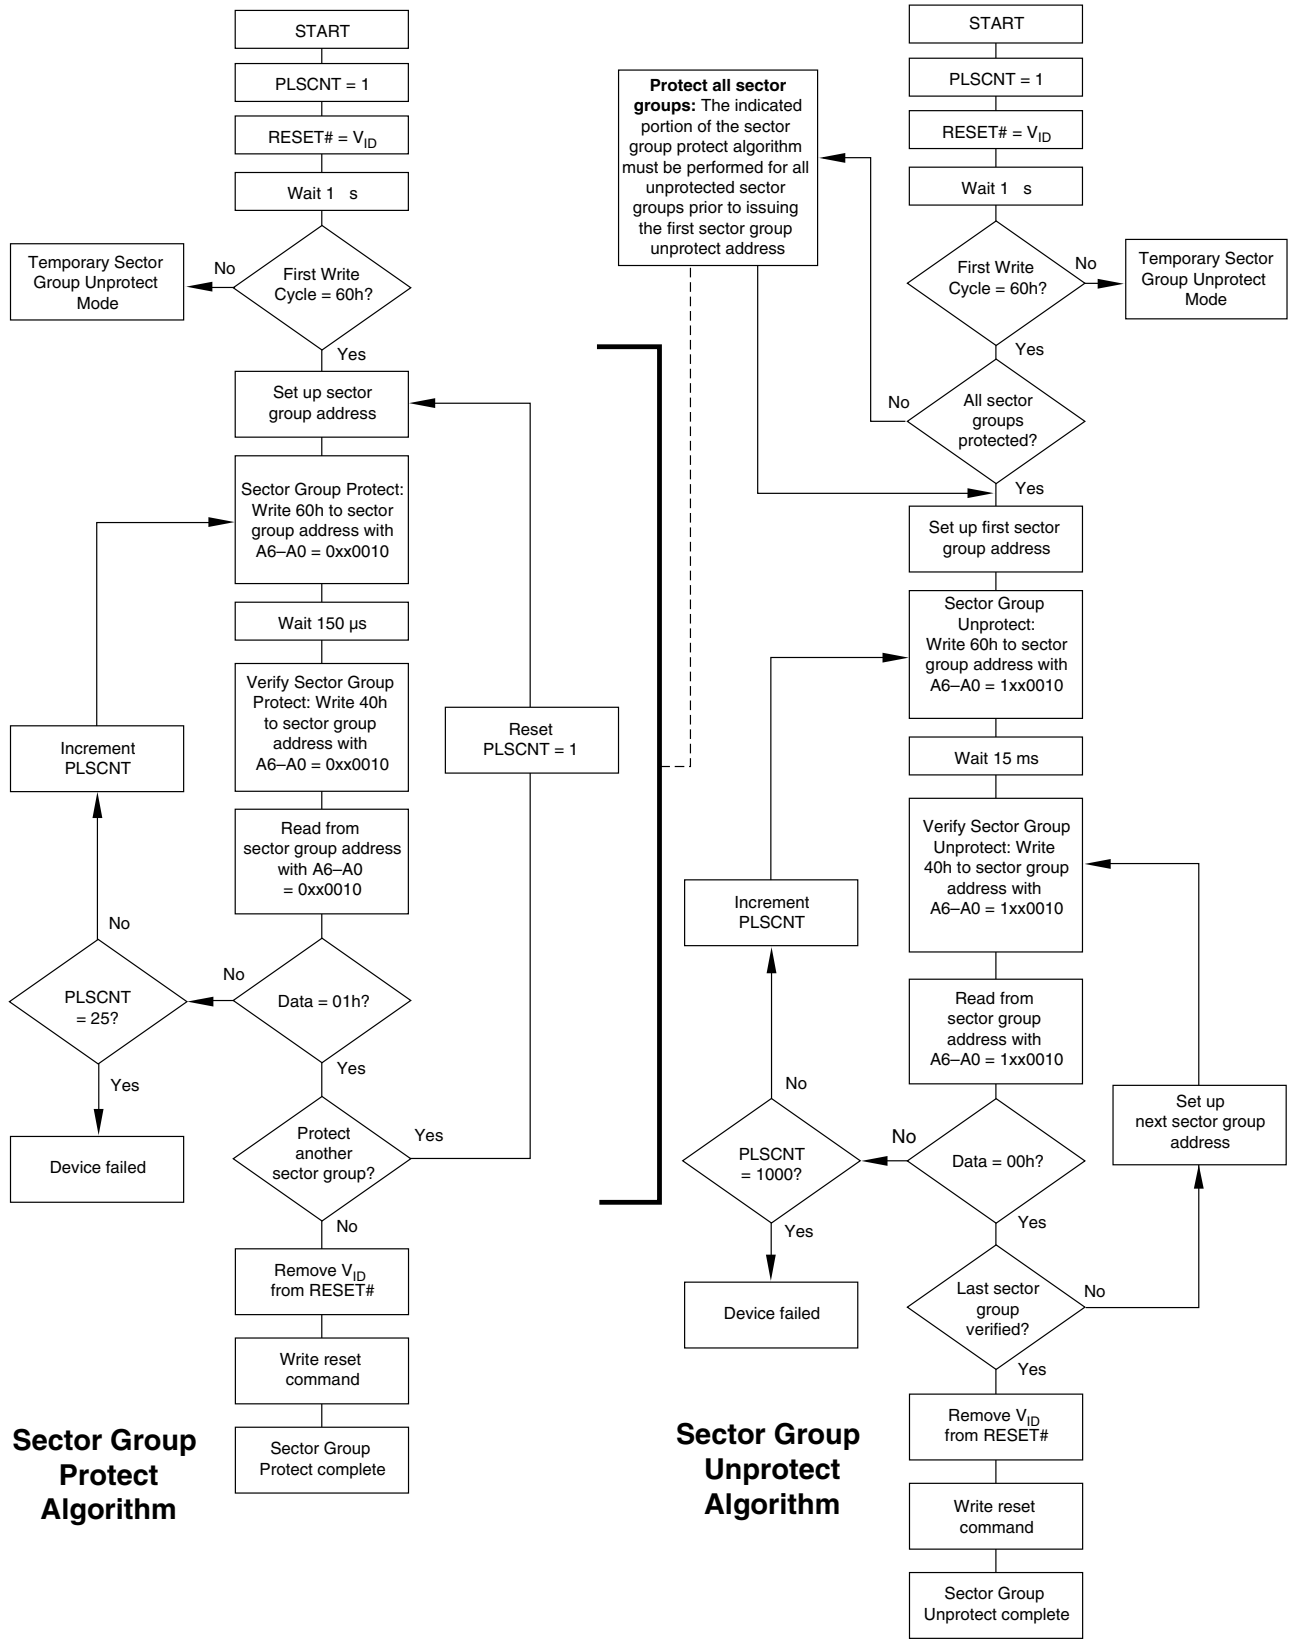 START
PLSCNT = 1
RESET# = VID
Wait 1 s
First Write
Cycle = 60h?
No
Temporary Sector
Group Unprotect
Mode
Yes
Set up sector
group address
Sector Group Protect:
Write 60h to sector
group address with
A6–A0 = 0xx0010
Wait 150 µs
Verify Sector Group
Protect: Write 40h
to sector group
address with
A6–A0 = 0xx0010
Reset
PLSCNT = 1
Increment
PLSCNT
Read from
sector group address
with A6–A0
= 0xx0010
No
No
Data = 01h?
PLSCNT
= 25?
Yes
Yes
Device failed
Protect
another
sector group?
Yes
No
Remove VID
from RESET#
Write reset
command
Sector Group
Protect complete
Sector Group
Protect
Algorithm
START
PLSCNT = 1
RESET# = VID
Wait 1 s
Protect all sector
groups: The indicated
portion of the sector
group protect algorithm
must be performed for all
unprotected sector
groups prior to issuing
the first sector group
unprotect address
First Write
Cycle = 60h?
No
Temporary Sector
Group Unprotect
Mode
Yes
No
All sector
groups
protected?
Yes
Set up first sector
group address
Sector Group
Unprotect:
Write 60h to sector
group address with
A6–A0 = 1xx0010
Wait 15 ms
Verify Sector Group
Unprotect: Write
40h to sector group
address with
A6–A0 = 1xx0010
Increment
PLSCNT
Read from
sector group
address with
A6–A0 = 1xx0010
No
Set up
next sector group
address
No
Data = 00h?
PLSCNT
= 1000?
Yes
Yes
Device failed
Last sector
group
verified?
No
Yes
Remove VID
from RESET#
Write reset
command
Sector Group
Unprotect complete
Sector Group
Unprotect
Algorithm